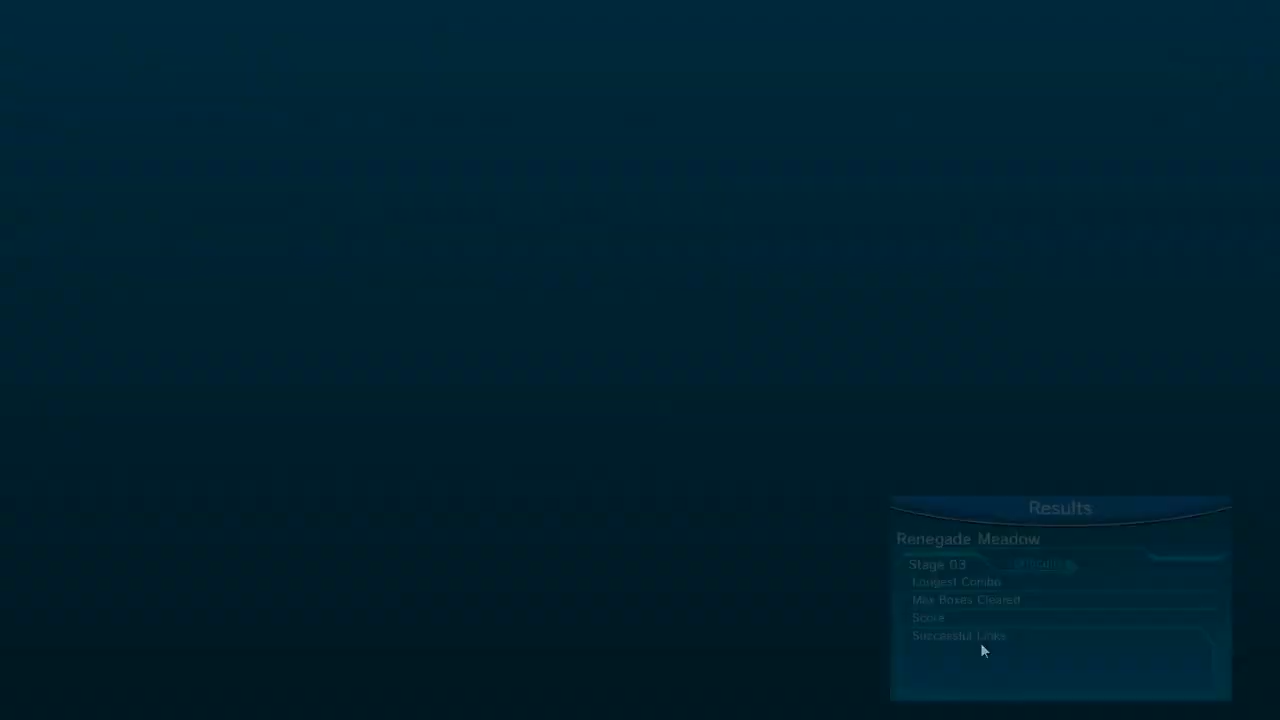 Results
Renegade Meadow
Stage 03
Longest Combo
Max Boxes Cleared
Score
Successful Links